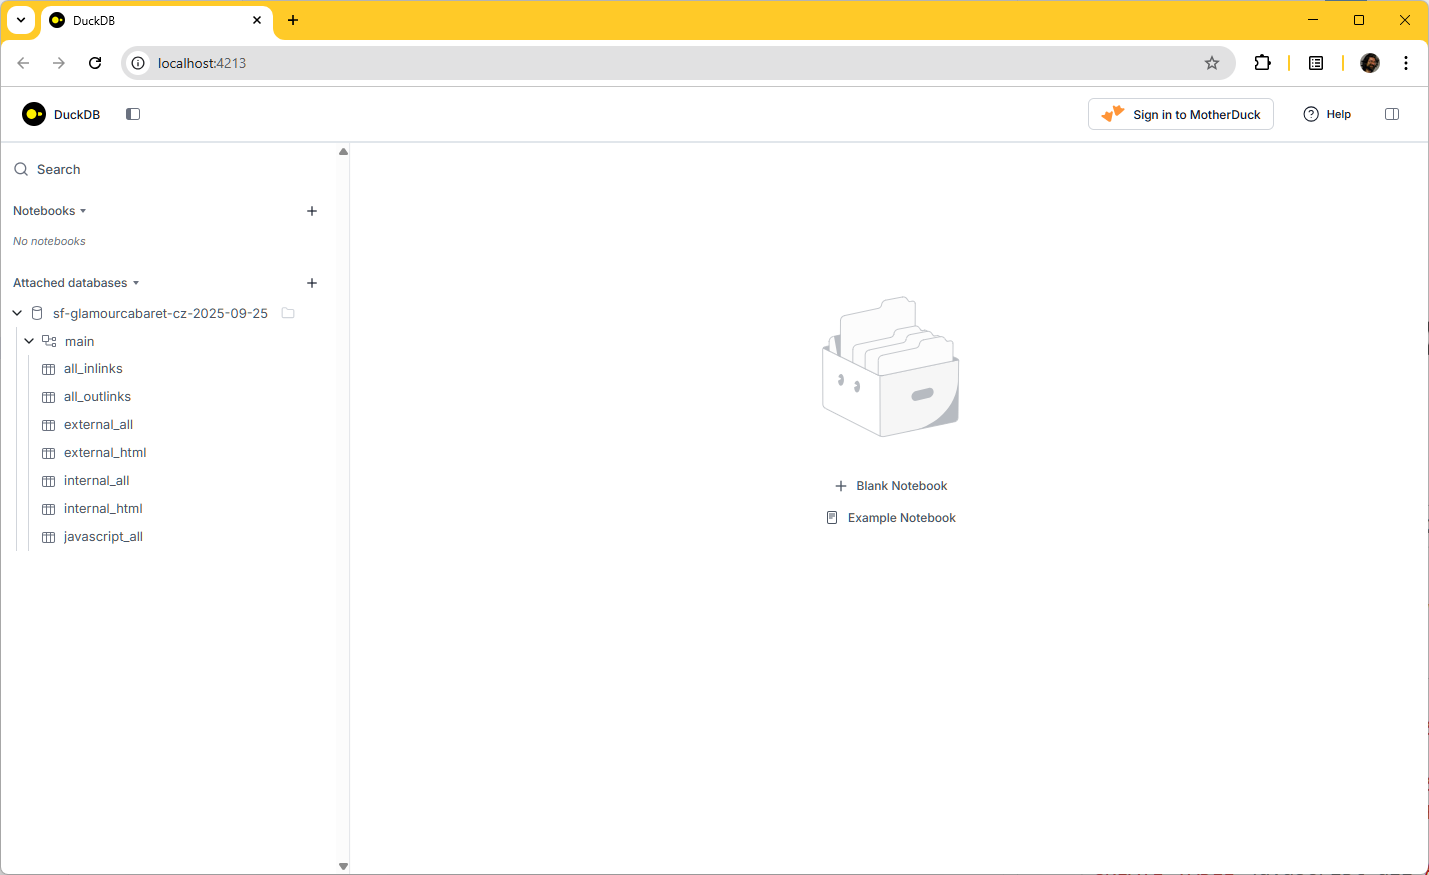 DuckDB
localhost:4213
DuckDB
Sign in to MotherDuck
Help
Search
Notebooks
No notebooks
Attached databases
sf-glamourcabaret-cz-2025-09-25
main
all_inlinks
all_outlinks
external_all
external_html
internal_all
internal_html
javascript_all
Blank Notebook
Example Notebook